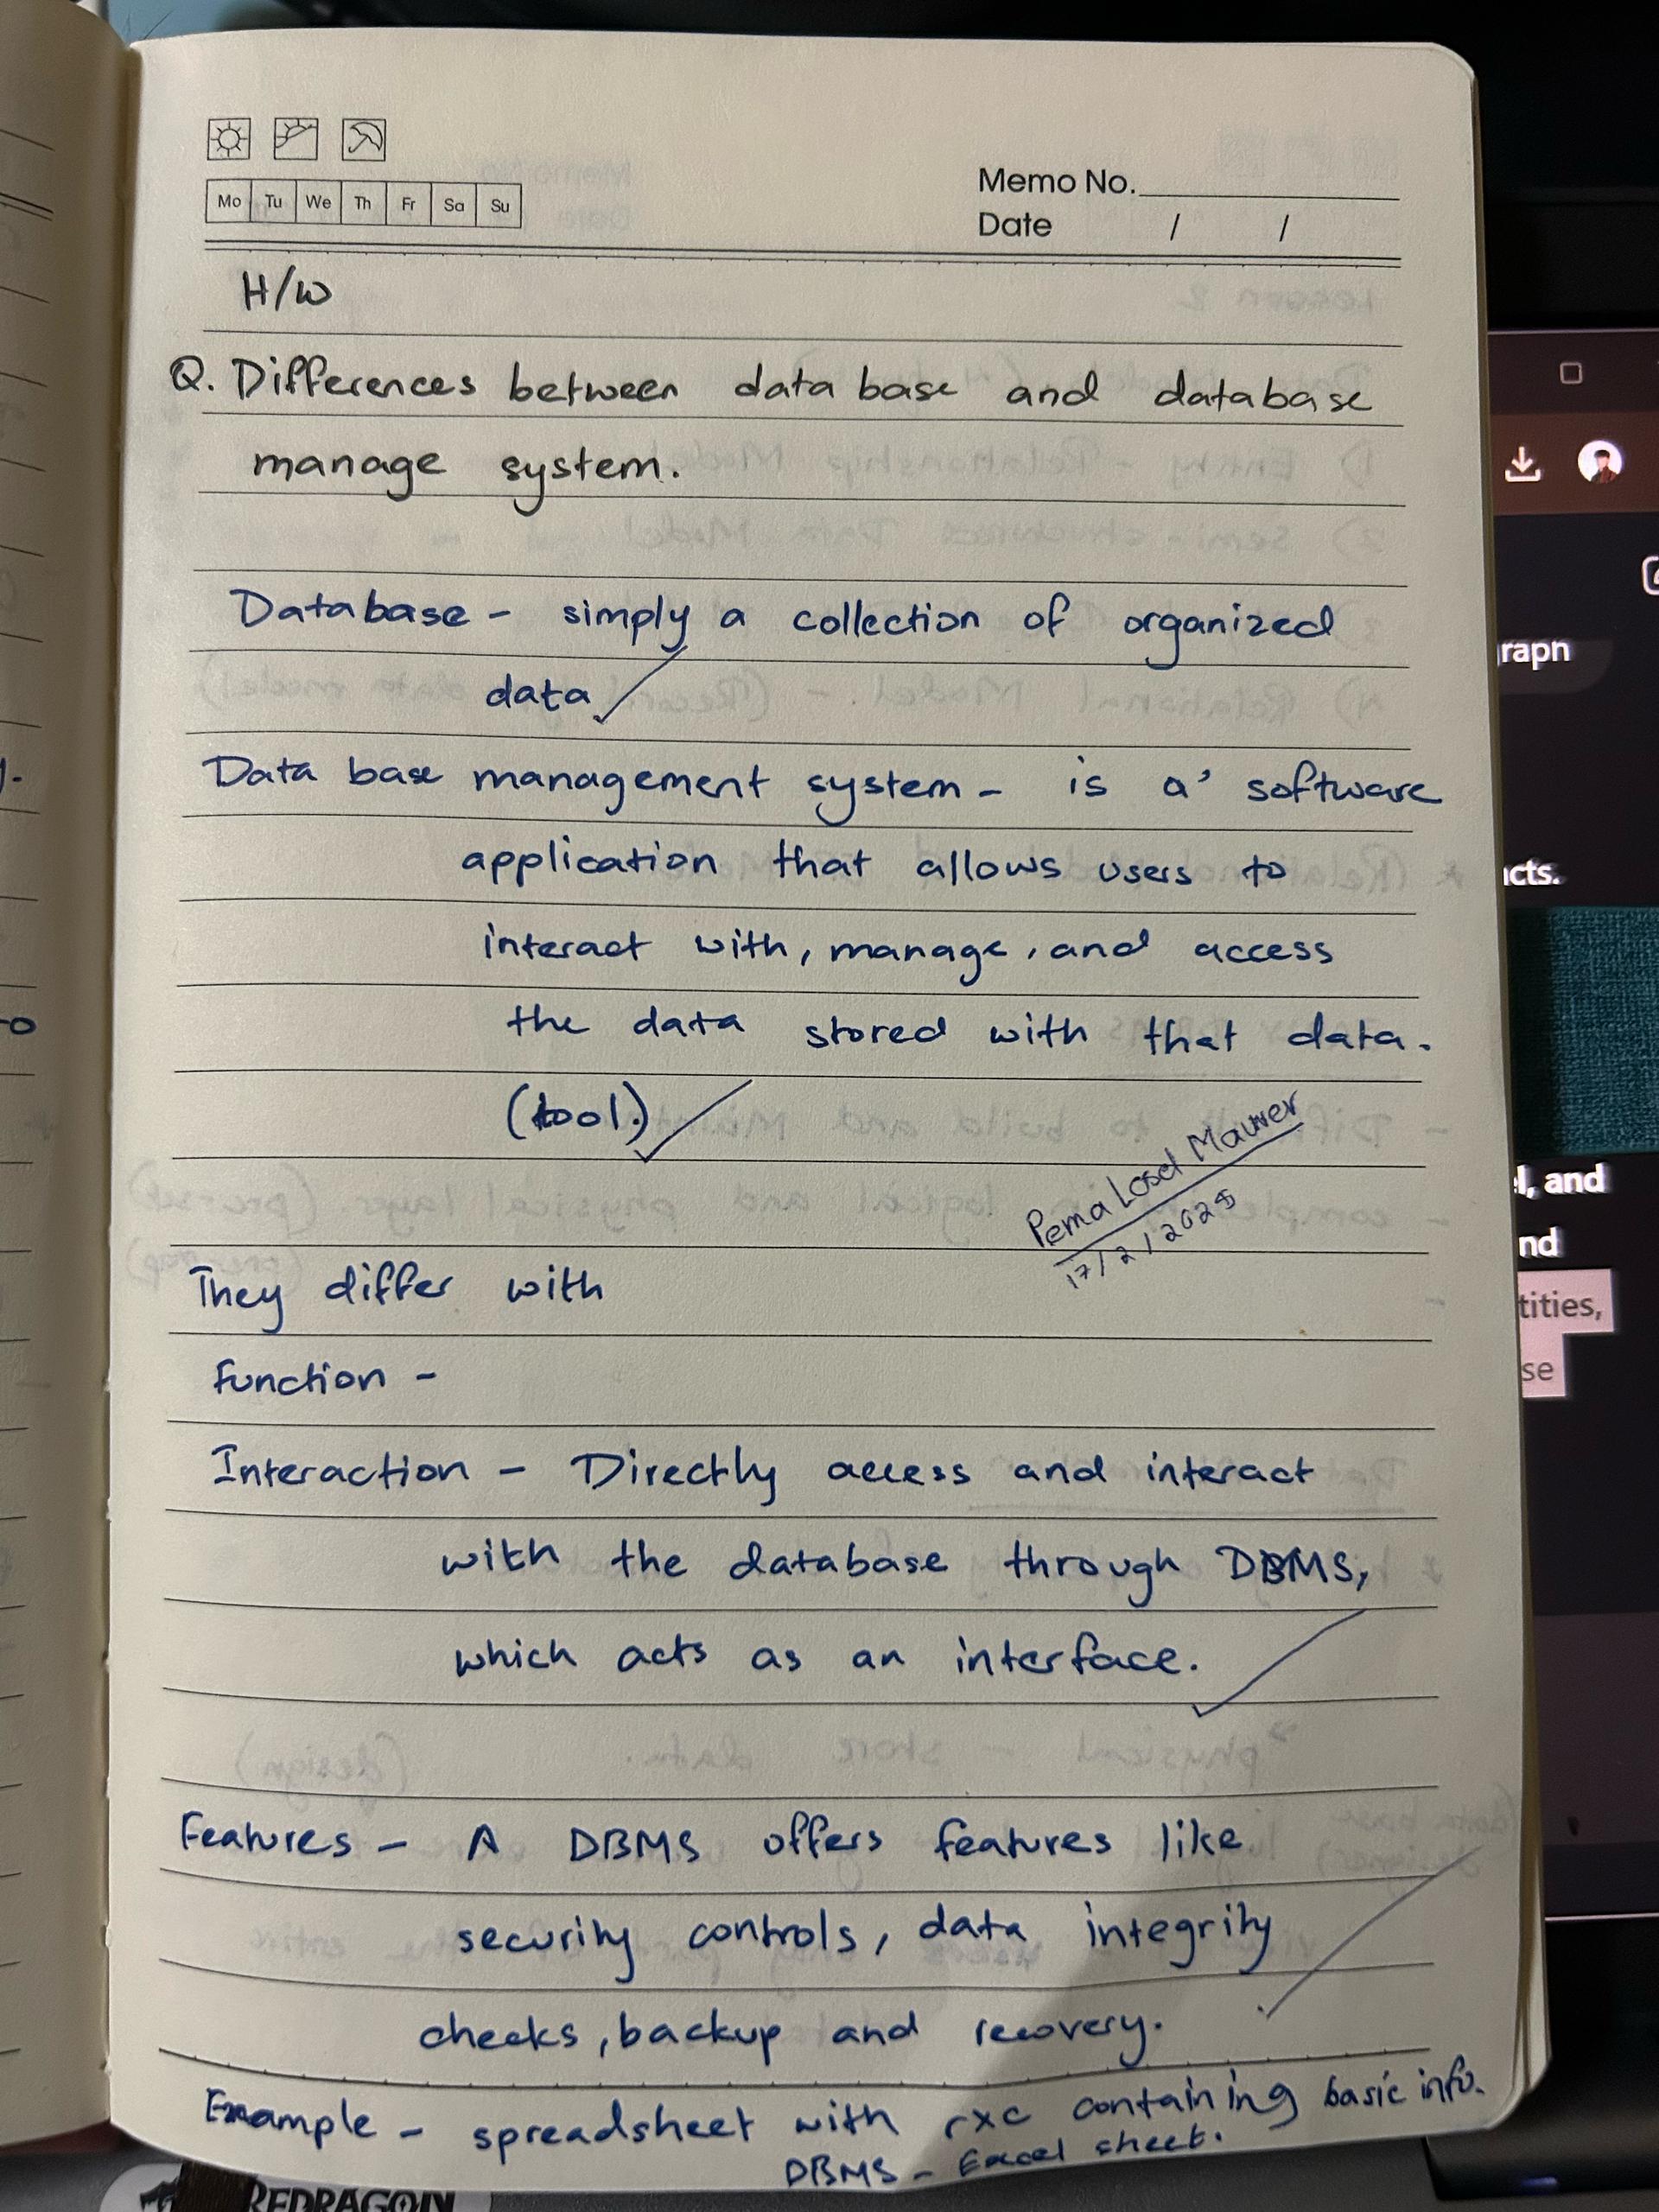 Mo Tu We Th Fr Sa Su
Memo No.
Date / /
H/W
Q. Differences between data base and database
manage system.
Database - simply a collection of organized
data
Data base management system - is a' software
application that allows users to
interact with, manage, and access
the data stored with that data.
(tool.)
Pema Losel Maurer
17/2/2025
They differ with
Function -
Interaction - Directly access and interact
with the database through DBMS,
which acts as an interface.
Features - A DBMS offers features like
security controls, data integrity
checks, backup and recovery.
Example - spreadsheet with rxc containing basic info.
DBMS - Excel sheet.
raph
cts.
l, and
nd
tities,
se
REDRAGON